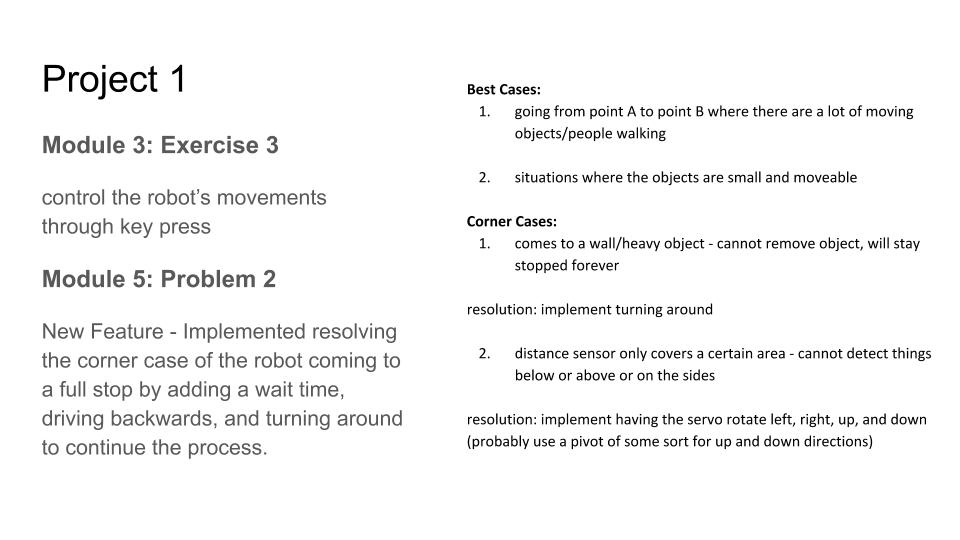 Project 1
Module 3: Exercise 3
control the robot’s movements
through key press
Module 5: Problem 2
New Feature - Implemented resolving
the corner case of the robot coming to
a full stop by adding a wait time,
driving backwards, and turning around
to continue the process.
Best Cases:
1. going from point A to point B where there are a lot of moving
objects/people walking
2. situations where the objects are small and moveable
Corner Cases:
1. comes to a wall/heavy object - cannot remove object, will stay
stopped forever
resolution: implement turning around
2. distance sensor only covers a certain area - cannot detect things
below or above or on the sides
resolution: implement having the servo rotate left, right, up, and down
(probably use a pivot of some sort for up and down directions)